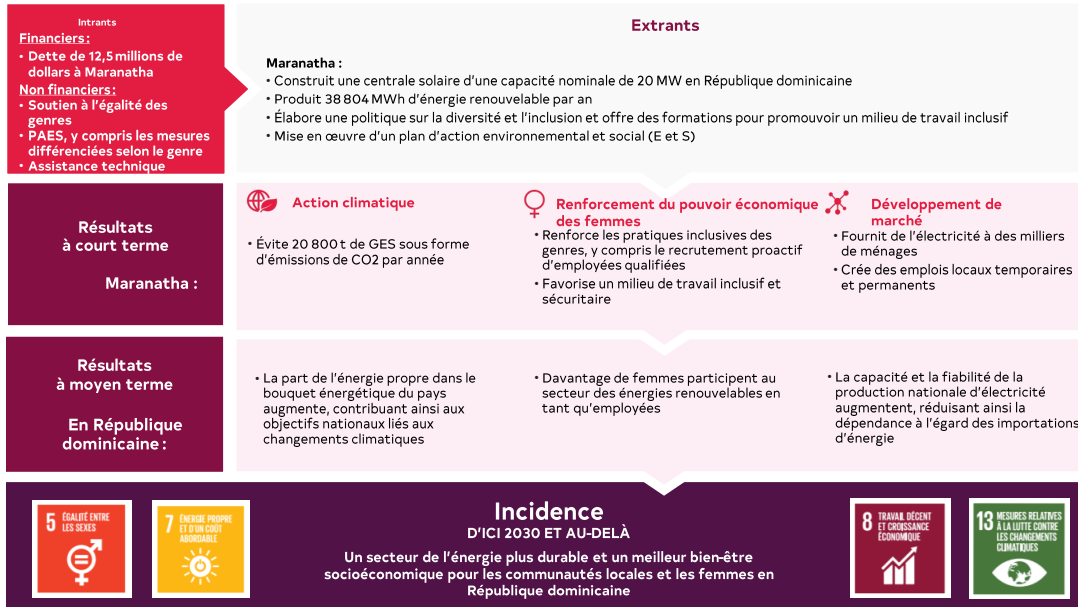 Intrants
Financiers :
• Dette de 12,5 millions de
dollars à Maranatha
Non financiers :
• Soutien à l'égalité des
genres
• PAES, y compris les mesures
différenciées selon le genre
• Assistance technique
Extrants
Maranatha :
• Construit une centrale solaire d'une capacité nominale de 20 MW en République dominicaine
• Produit 38 804 MWh d'énergie renouvelable par an
• Élabore une politique sur la diversité et l'inclusion et offre des formations pour promouvoir un milieu de travail inclusif
• Mise en œuvre d'un plan d'action environnemental et social (E et S)
Résultats
à court terme
Maranatha :
Action climatique
• Évite 20 800 t de GES sous forme
d'émissions de CO2 par année
Renforcement du pouvoir économique
des femmes
• Renforce les pratiques inclusives des
genres, y compris le recrutement proactif
d'employées qualifiées
• Favorise un milieu de travail inclusif et
sécuritaire
Développement de
marché
• Fournit de l'électricité à des milliers
de ménages
• Crée des emplois locaux temporaires
et permanents
Résultats
à moyen terme
En République
dominicaine :
• La part de l'énergie propre dans le
bouquet énergétique du pays
augmente, contribuant ainsi aux
objectifs nationaux liés aux
changements climatiques
• Davantage de femmes participent au
secteur des énergies renouvelables en
tant qu'employées
• La capacité et la fiabilité de la
production nationale d'électricité
augmentent, réduisant ainsi la
dépendance à l'égard des importations
d'énergie
5 ÉGALITÉ ENTRE
LES SEXES
7 ÉNERGIE PROPRE
ET D'UN COÛT
ABORDABLE
Incidence
D'ICI 2030 ET AU-DELÀ
Un secteur de l'énergie plus durable et un meilleur bien-être
socioéconomique pour les communautés locales et les femmes en
République dominicaine
8 TRAVAIL DÉCENT
ET CROISSANCE
ÉCONOMIQUE
13 MESURES RELATIVES
À LA LUTTE CONTRE
LES CHANGEMENTS
CLIMATIQUES